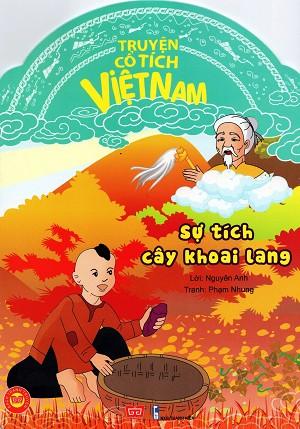 TRUYỆN
CỔ TÍCH
VIỆT NAM
Sự tích
cây khoai lang
Lời: Nguyên Anh
Tranh: Phạm Nhung